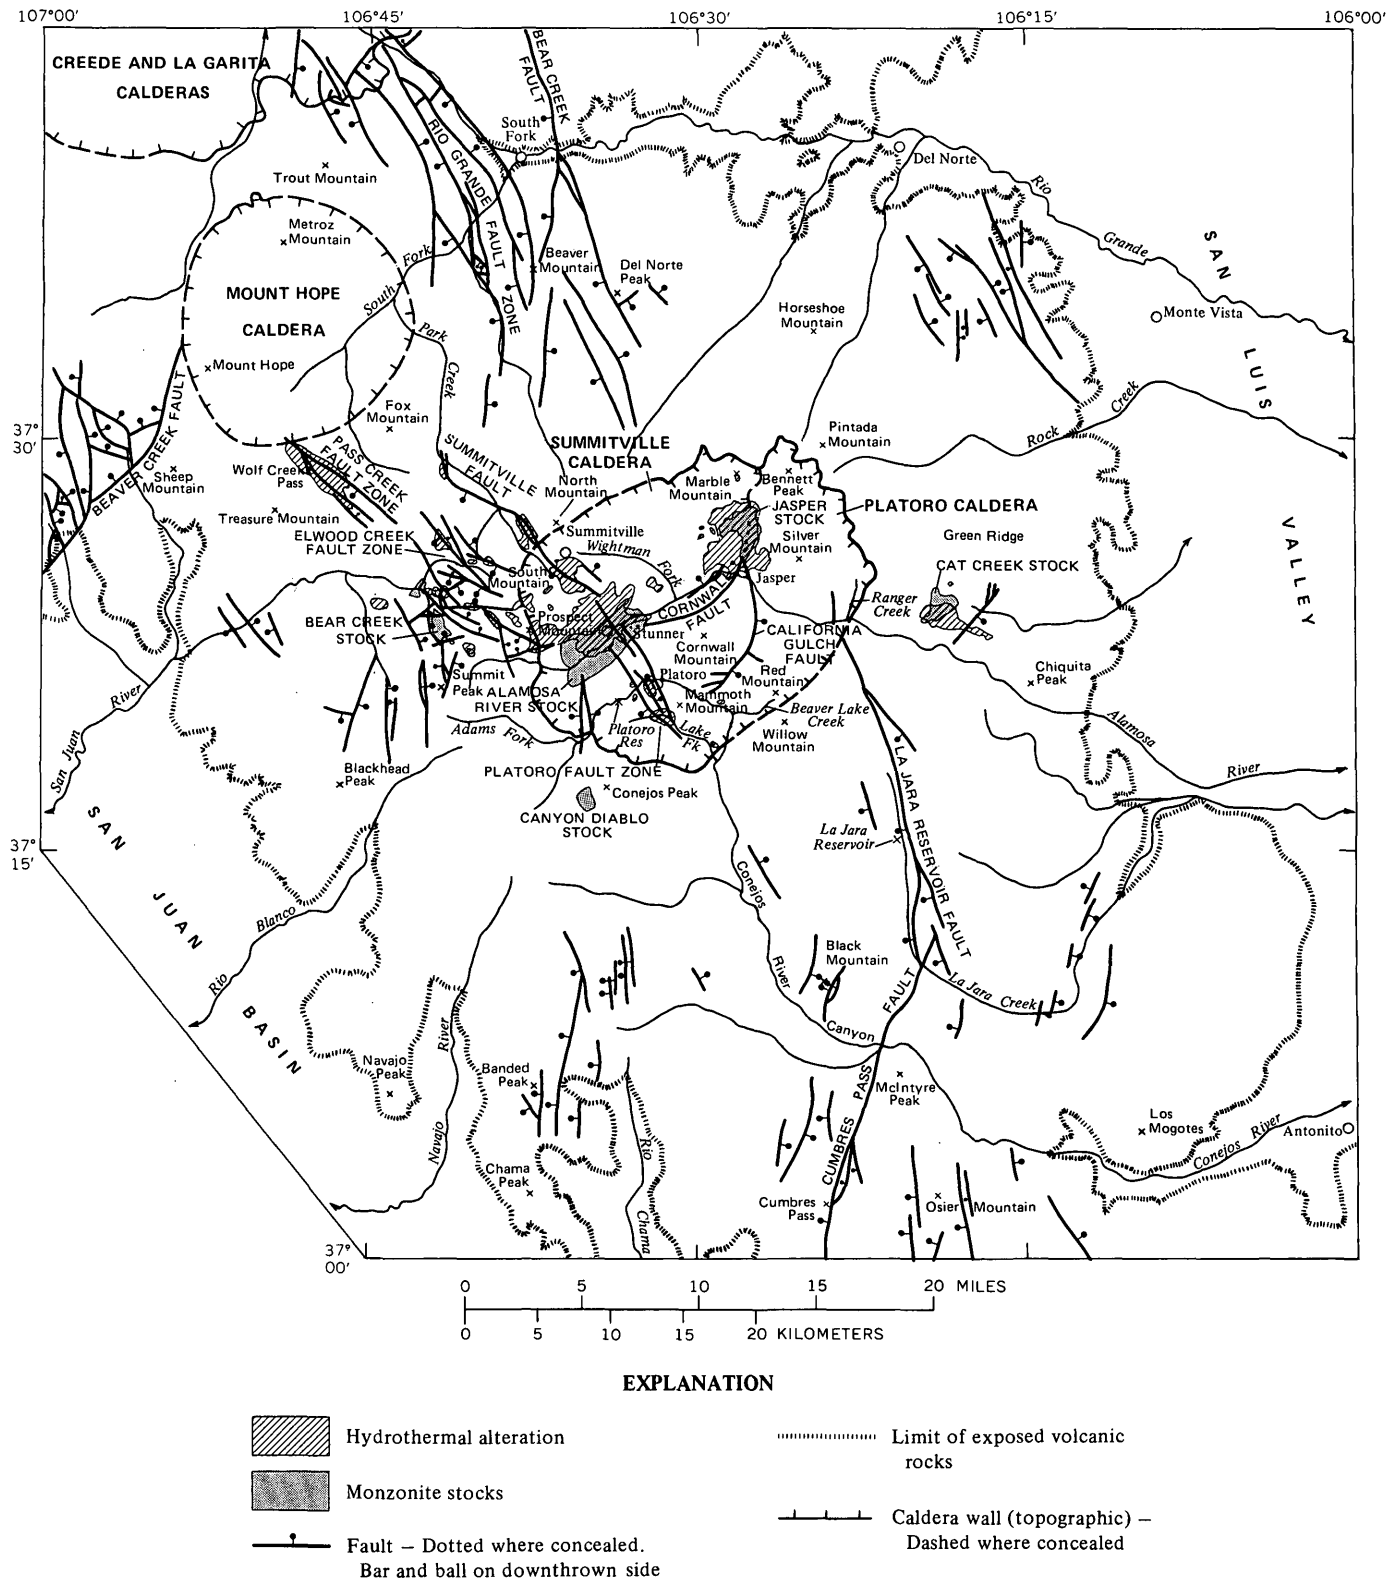 107°00'
106°45'
106°30'
106°15'
106°00'
CREEDE AND LA GARITA
CALDERAS
BEAR CREEK
FAULT
South
Fork
RIO GRANDE FAULT ZONE
Del Norte
Rio
Grande
Trout Mountain
Metroz
Mountain
South
Fork
Beaver
Mountain
Del Norte
Peak
SAN
LUIS
VALLEY
MOUNT HOPE
CALDERA
Park
Creek
Horseshoe
Mountain
Monte Vista
Mount Hope
BEAVER CREEK FAULT
Fox
Mountain
Creek
Rock
37°
30'
SUMMITVILLE
CALDERA
Pintada
Mountain
PASS CREEK
FAULT ZONE
SUMMITVILLE
FAULT
Wolf Creek
Pass
Sheep
Mountain
North
Mountain
Marble
Mountain
Bennett
Peak
PLATORO CALDERA
JASPER
STOCK
Treasure Mountain
Summitville
Silver
Mountain
Green Ridge
ELWOOD CREEK
FAULT ZONE
Wightman
Fork
CAT CREEK STOCK
South
Mountain
Jasper
CORNWALL
FAULT
Ranger
Creek
BEAR CREEK
STOCK
Prospect
Mountain
Stunner
Cornwall
Mountain
CALIFORNIA
GULCH
FAULT
Chiquita
Peak
Summit
Peak
ALAMOSA
RIVER STOCK
Platoro
Red
Mountain
Mammoth
Mountain
Beaver Lake
Creek
River
San Juan
Adams
Fork
Platoro
Res
Lake
Fk
Willow
Mountain
Alamosa
River
Blackhead
Peak
PLATORO FAULT ZONE
Conejos Peak
CANYON DIABLO
STOCK
LA JARA RESERVOIR FAULT
La Jara
Reservoir
SAN
JUAN
BASIN
37°
15'
Conejos
River
Canyon
Blanco
Rio
Black
Mountain
La Jara
Creek
CUMBRES PASS FAULT
Navajo
Peak
River
Navajo
Banded
Peak
McIntyre
Peak
Los
Mogotes
Conejos
River
Antonito
Chama
Peak
Rio
Chama
Cumbres
Pass
Osier
Mountain
37°
00'
0 5 10 15 20 MILES
0 5 10 15 20 KILOMETERS
EXPLANATION
Hydrothermal alteration
Monzonite stocks
Fault – Dotted where concealed.
Bar and ball on downthrown side
Limit of exposed volcanic
rocks
Caldera wall (topographic) –
Dashed where concealed